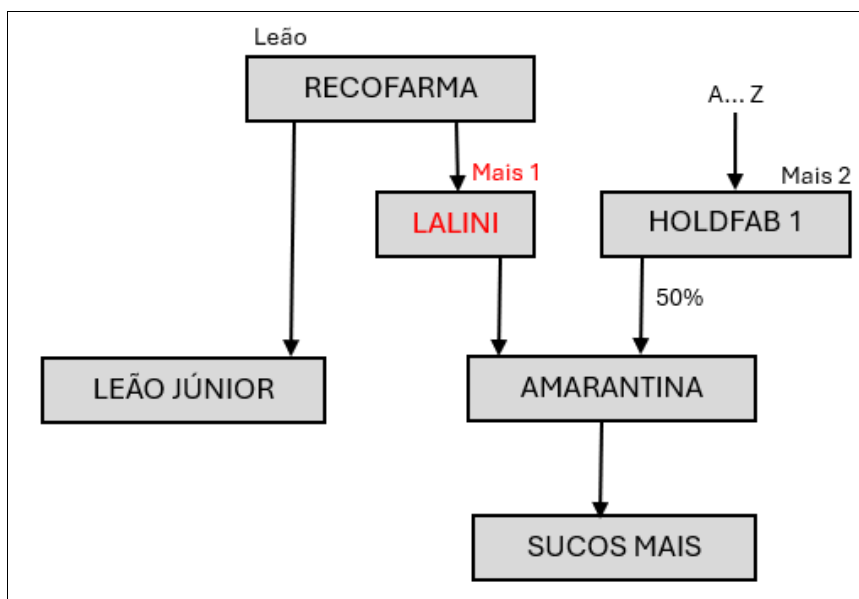 Leão
RECOFARMA
A... Z
Mais 1
Mais 2
LALINI
HOLDFAB 1
50%
LEÃO JÚNIOR
AMARANTINA
SUCOS MAIS